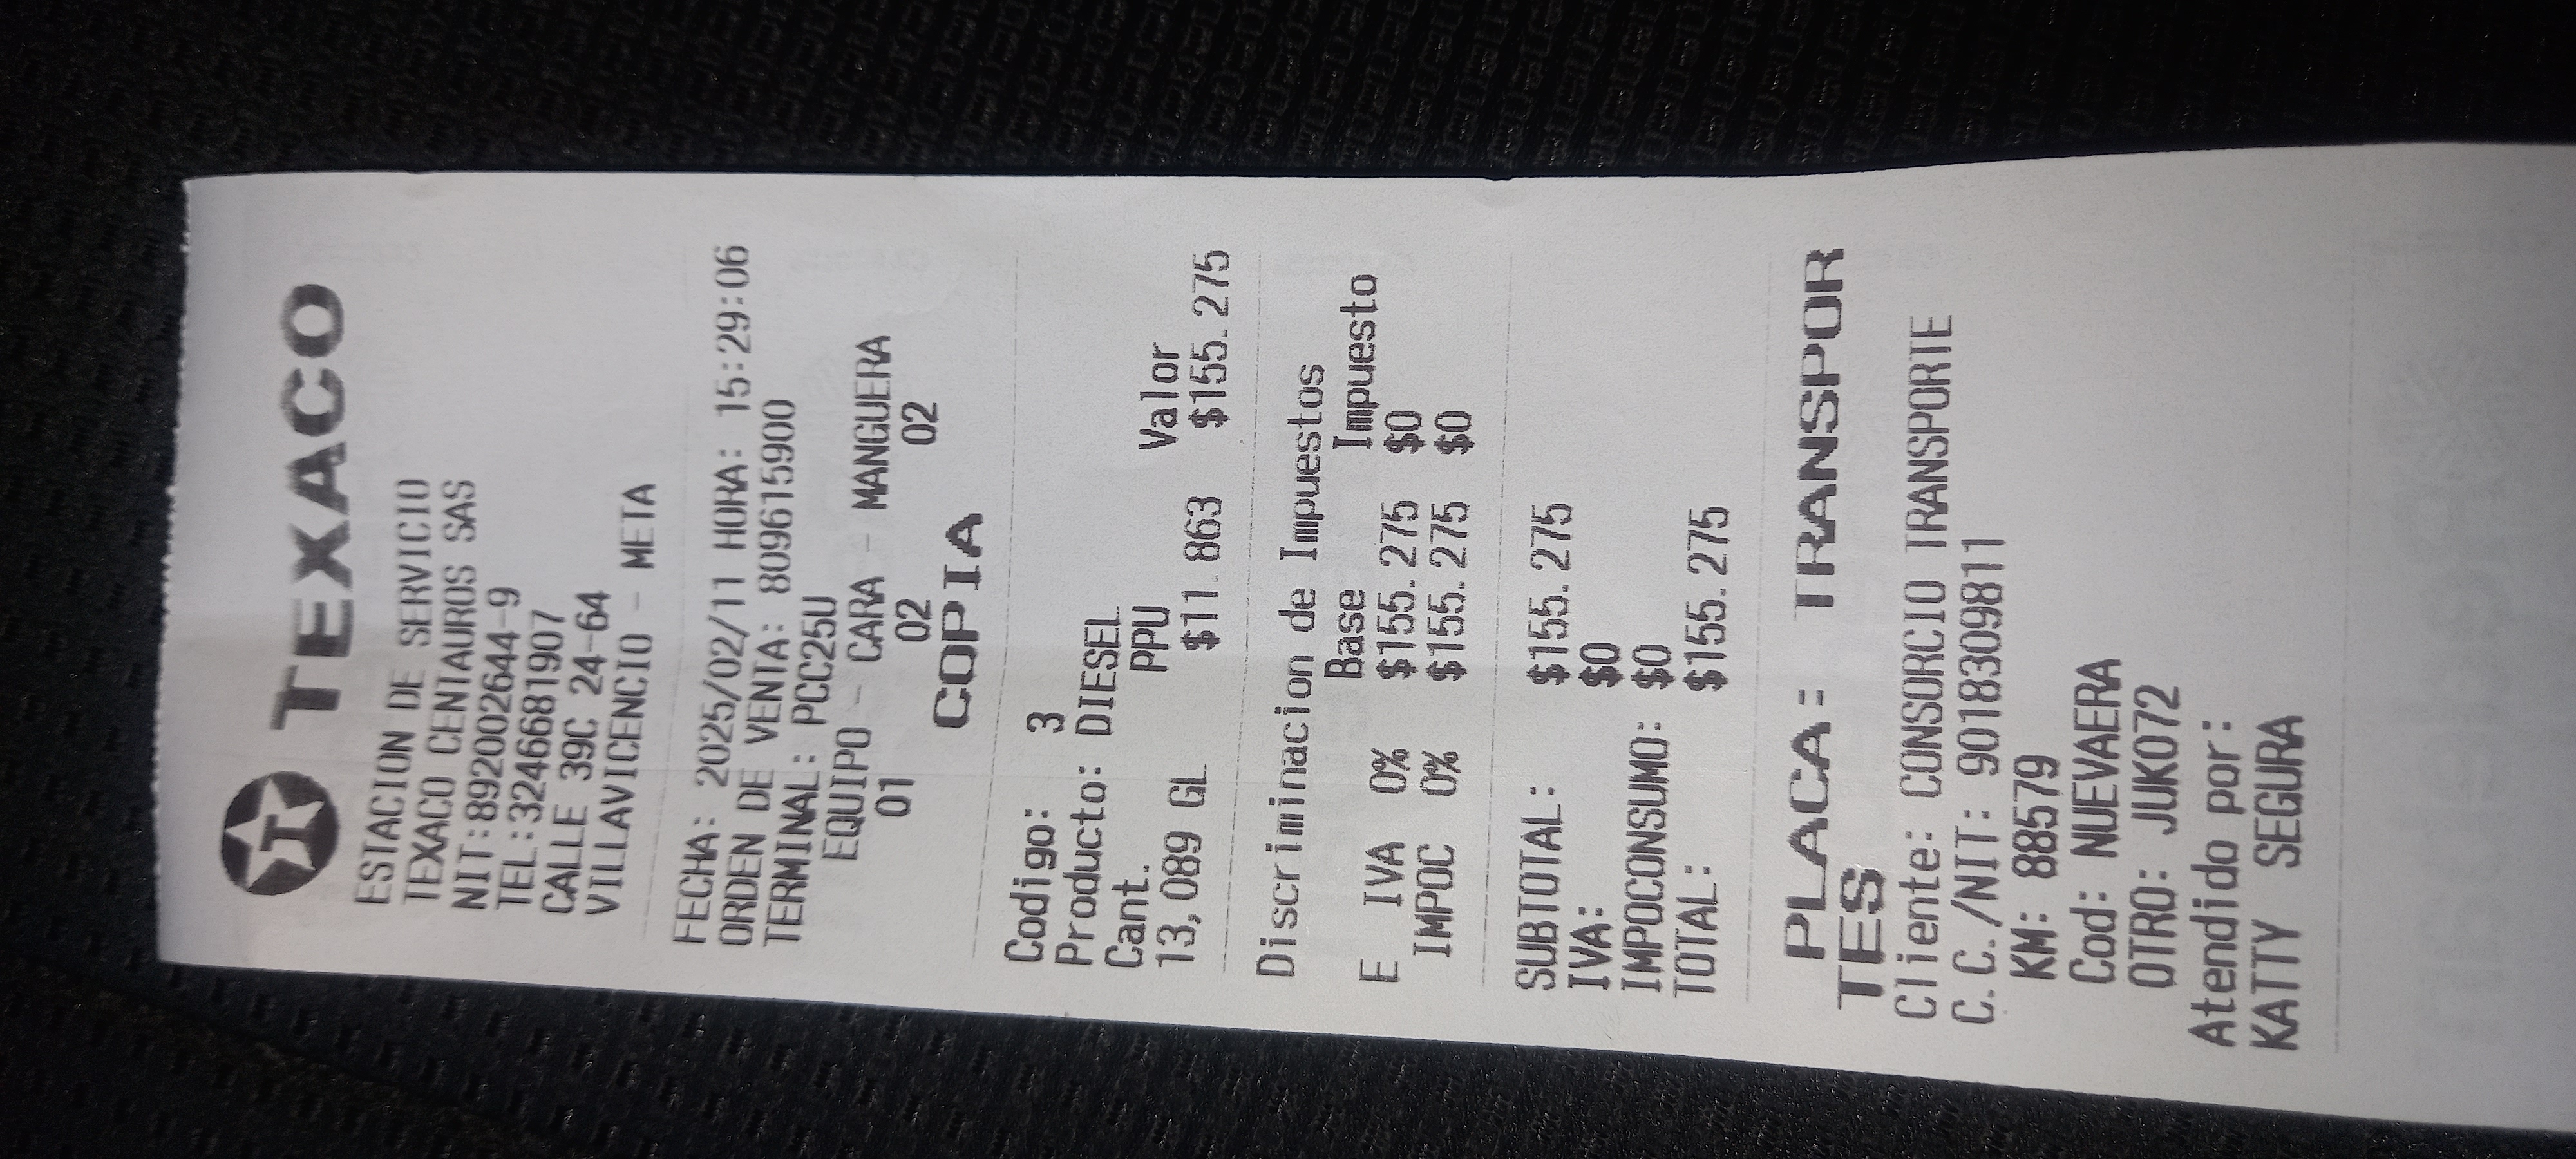 TEXACO
ESTACION DE SERVICIO
TEXACO CENTAUROS SAS
NIT:892002644-9
TEL:3246681907
CALLE 39C 24-64
VILLAVICENCIO - META
FECHA: 2025/02/11 HORA: 15:29:06
ORDEN DE VENTA: 809615900
TERMINAL: PCC25U
EQUIPO - CARA - MANGUERA
01 02 02
COPIA
Codigo: 3
Producto: DIESEL
Cant. PPU Valor
13,089 GL $11.863 $155.275
Discriminacion de Impuestos
Base Impuesto
E IVA 0% $155.275 $0
IMPOC 0% $155.275 $0
SUBTOTAL: $155.275
IVA: $0
IMPOCONSUMO: $0
TOTAL: $155.275
PLACA: TRANSPOR
TES
Cliente: CONSORCIO TRANSPORTE
C.C./NIT: 9018309811
KM: 88579
Cod: NUEVAERA
OTRO: JUK072
Atendido por:
KATTY SEGURA